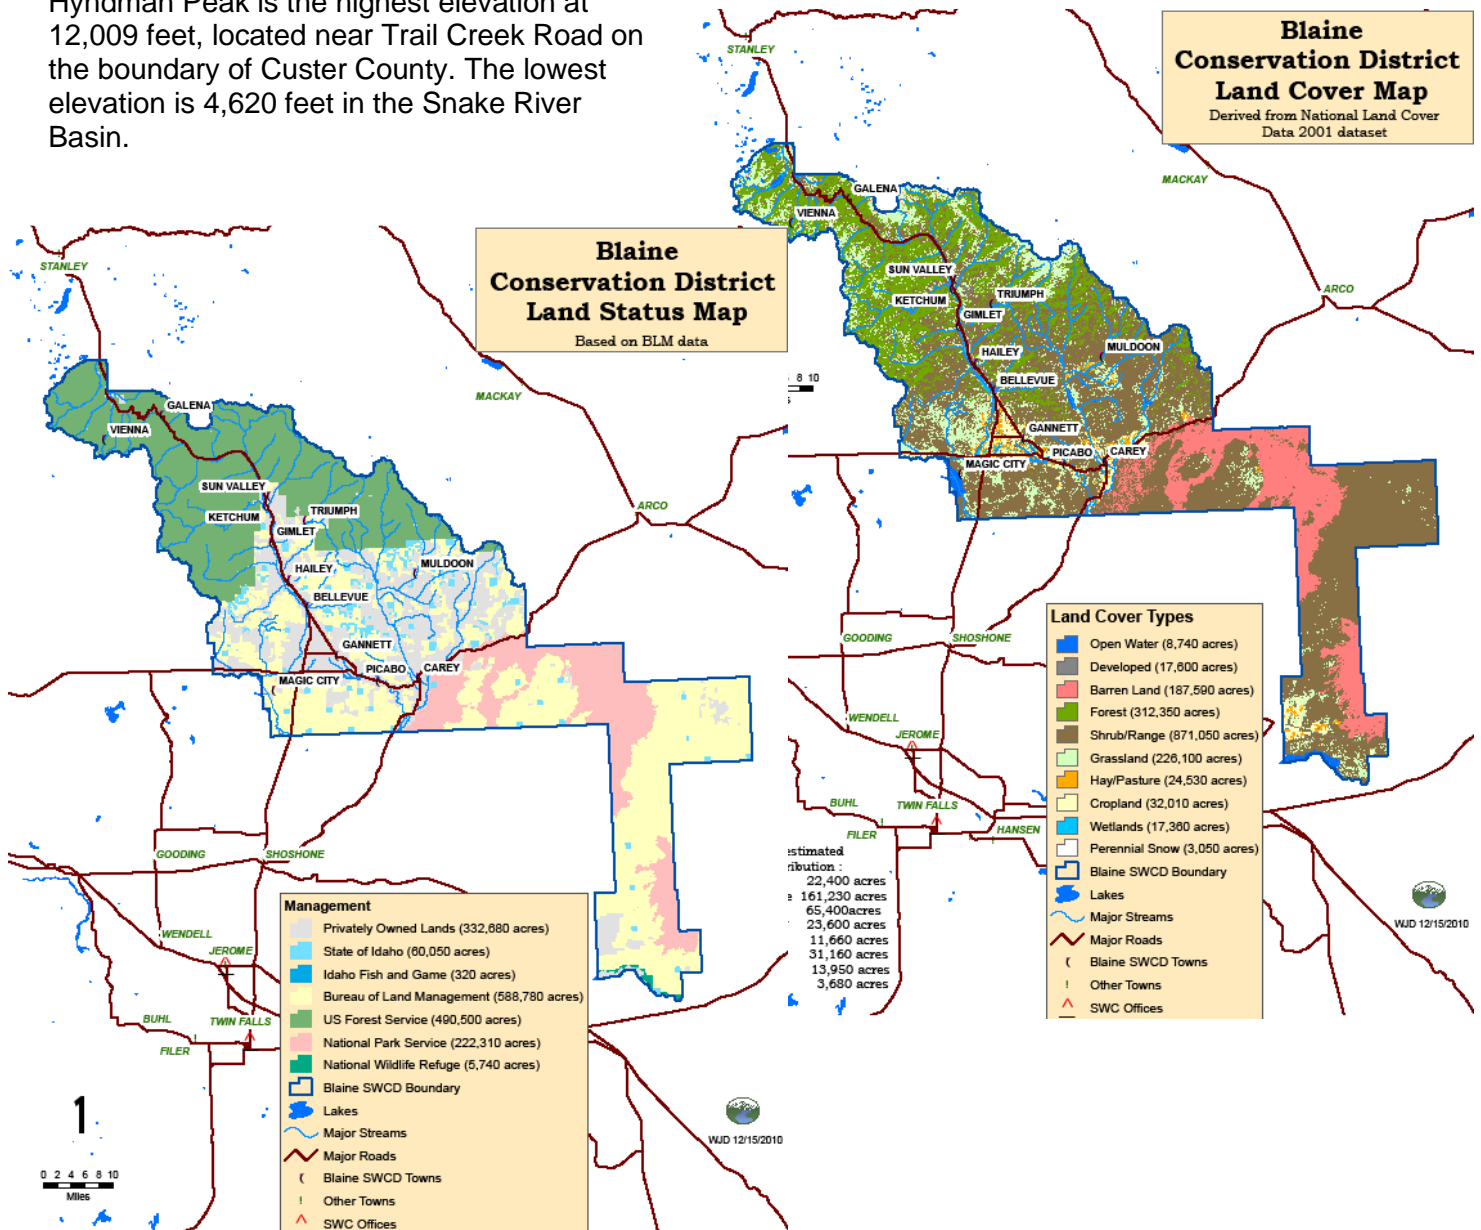 Hyndman Peak is the highest elevation at
12,009 feet, located near Trail Creek Road on
the boundary of Custer County. The lowest
elevation is 4,620 feet in the Snake River
Basin.
Blaine
Conservation District
Land Status Map
Based on BLM data
STANLEY
MACKAY
ARCO
GALENA
VIENNA
SUN VALLEY
KETCHUM
TRIUMPH
GIMLET
HAILEY
MULDOON
BELLEVUE
GANNETT
PICABO
CAREY
MAGIC CITY
GOODING
SHOSHONE
WENDELL
JEROME
BUHL
TWIN FALLS
FILER
Management
Privately Owned Lands (332,680 acres)
State of Idaho (60,050 acres)
Idaho Fish and Game (320 acres)
Bureau of Land Management (588,780 acres)
US Forest Service (490,500 acres)
National Park Service (222,310 acres)
National Wildlife Refuge (5,740 acres)
Blaine SWCD Boundary
Lakes
Major Streams
Major Roads
Blaine SWCD Towns
Other Towns
SWC Offices
1
0 2 4 6 8 10
Miles
WJD 12/15/2010
Blaine
Conservation District
Land Cover Map
Derived from National Land Cover
Data 2001 dataset
STANLEY
MACKAY
ARCO
GALENA
VIENNA
SUN VALLEY
KETCHUM
TRIUMPH
GIMLET
HAILEY
MULDOON
BELLEVUE
GANNETT
PICABO
CAREY
MAGIC CITY
8 10
GOODING
SHOSHONE
WENDELL
JEROME
BUHL
TWIN FALLS
FILER
HANSEN
Land Cover Types
Open Water (8,740 acres)
Developed (17,600 acres)
Barren Land (187,590 acres)
Forest (312,350 acres)
Shrub/Range (871,050 acres)
Grassland (226,100 acres)
Hay/Pasture (24,530 acres)
Cropland (32,010 acres)
Wetlands (17,360 acres)
Perennial Snow (3,050 acres)
Blaine SWCD Boundary
Lakes
Major Streams
Major Roads
Blaine SWCD Towns
Other Towns
SWC Offices
estimated
ribution :
22,400 acres
161,230 acres
65,400acres
23,600 acres
11,660 acres
31,160 acres
13,950 acres
3,680 acres
WJD 12/15/2010